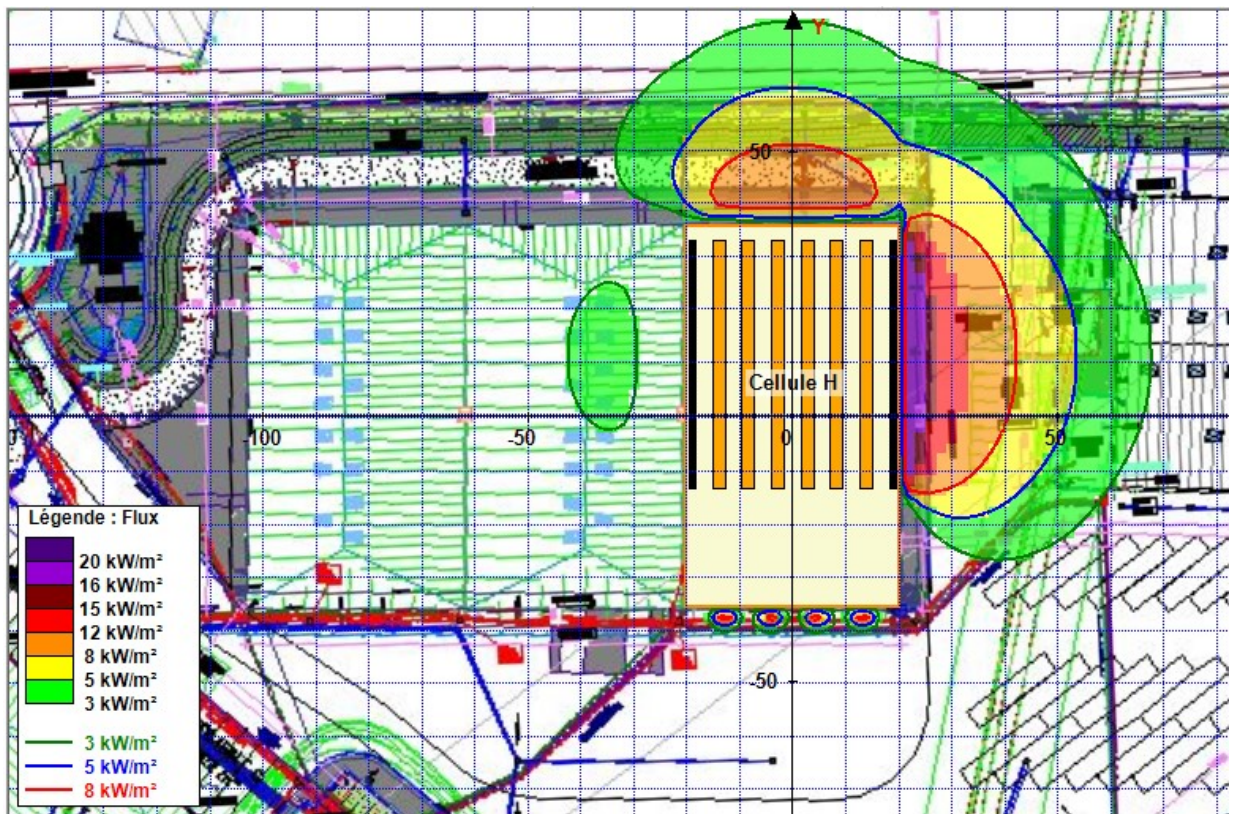 Y
50
Cellule H
-100
-50
0
50
-50
Légende : Flux
20 kW/m²
16 kW/m²
15 kW/m²
12 kW/m²
8 kW/m²
5 kW/m²
3 kW/m²
3 kW/m²
5 kW/m²
8 kW/m²